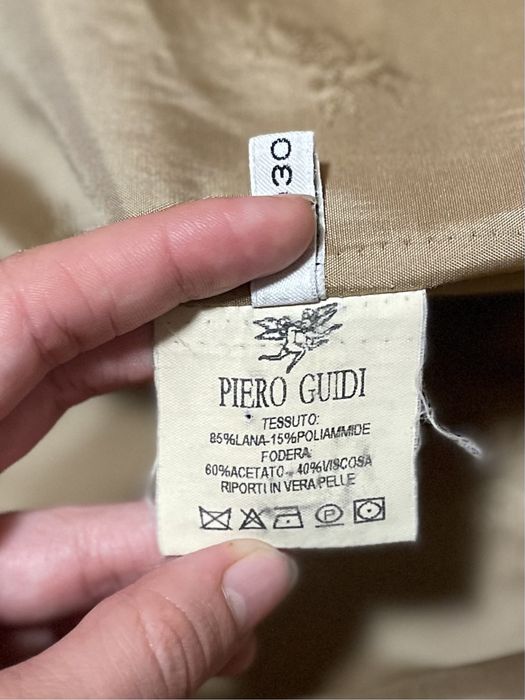 30
PIERO GUIDI
TESSUTO:
85%LANA-15%POLIAMMIDE
FODERA:
60%ACETATO-40%VISCOSA
RIPORTI IN VERA PELLE
P